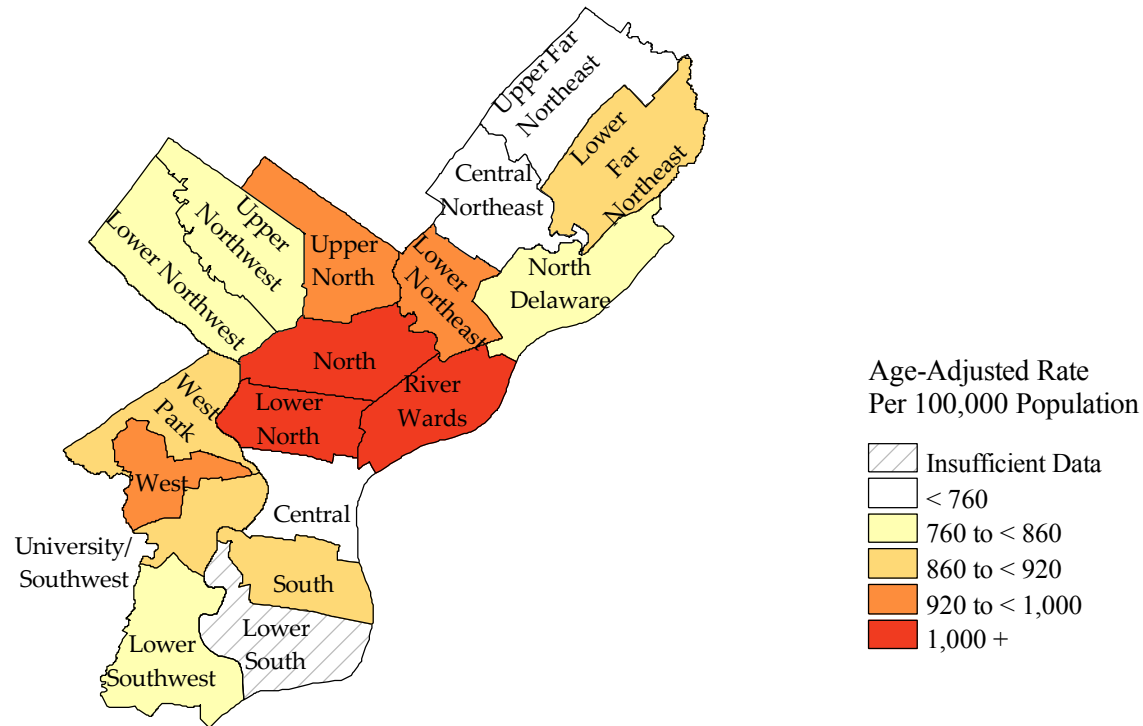 Upper Far
Northeast
Lower
Far
Northeast
Central
Northeast
Upper
Northwest
Lower Northwest
Upper
North
Lower
Northeast
North
Delaware
North
River
Wards
Lower
North
West
Park
West
Central
University/
Southwest
South
Lower
South
Lower
Southwest
Age-Adjusted Rate
Per 100,000 Population
Insufficient Data
< 760
760 to < 860
860 to < 920
920 to < 1,000
1,000 +